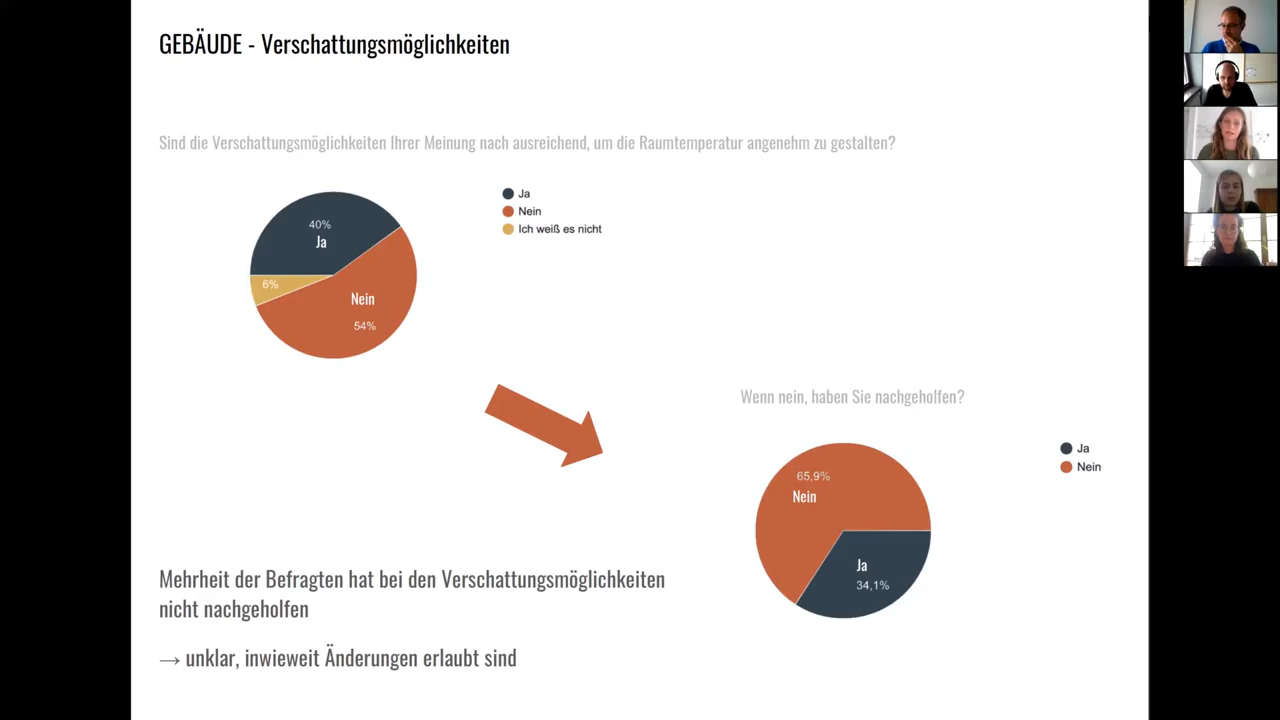 GEBÄUDE - Verschattungsmöglichkeiten
Sind die Verschattungsmöglichkeiten Ihrer Meinung nach ausreichend, um die Raumtemperatur angenehm zu gestalten?
Ja
Nein
Ich weiß es nicht
40%
Ja
6%
Nein
54%
Wenn nein, haben Sie nachgeholfen?
Ja
Nein
65,9%
Nein
Ja
34,1%
Mehrheit der Befragten hat bei den Verschattungsmöglichkeiten
nicht nachgeholfen
→ unklar, inwieweit Änderungen erlaubt sind